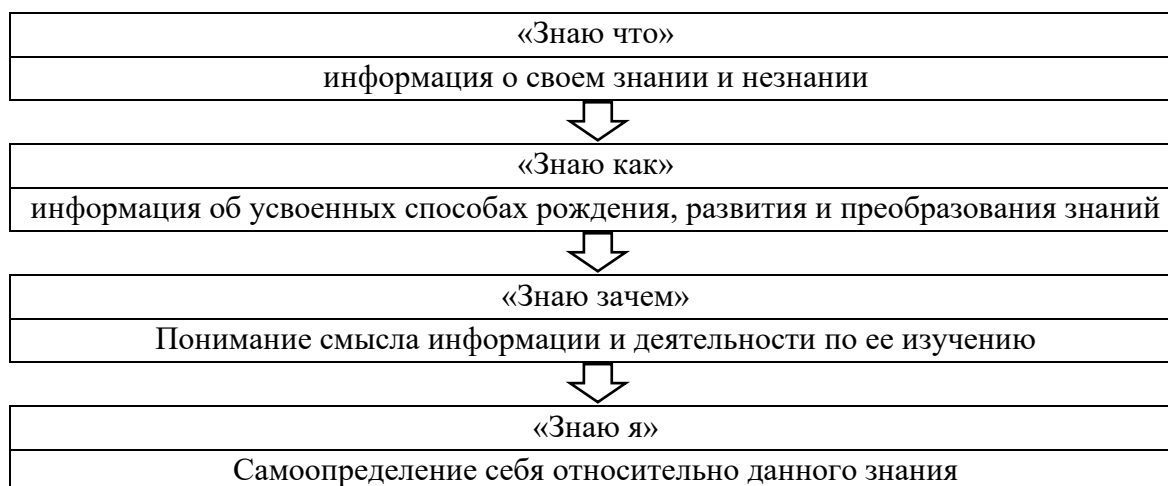 «Знаю что»
информация о своем знании и незнании
«Знаю как»
информация об усвоенных способах рождения, развития и преобразования знаний
«Знаю зачем»
Понимание смысла информации и деятельности по ее изучению
«Знаю я»
Самоопределение себя относительно данного знания